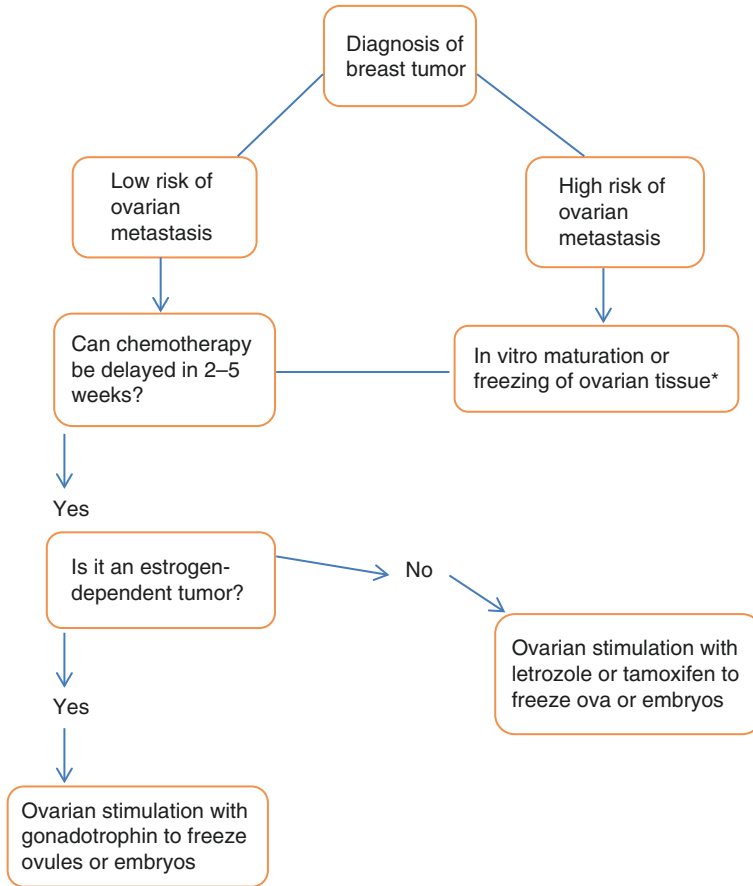 Diagnosis of
breast tumor
Low risk of
ovarian
metastasis
High risk of
ovarian
metastasis
Can chemotherapy
be delayed in 2–5
weeks?
In vitro maturation or
freezing of ovarian tissue*
Yes
Is it an estrogen-
dependent tumor?
No
Ovarian stimulation with
letrozole or tamoxifen to
freeze ova or embryos
Yes
Ovarian stimulation with
gonadotrophin to freeze
ovules or embryos